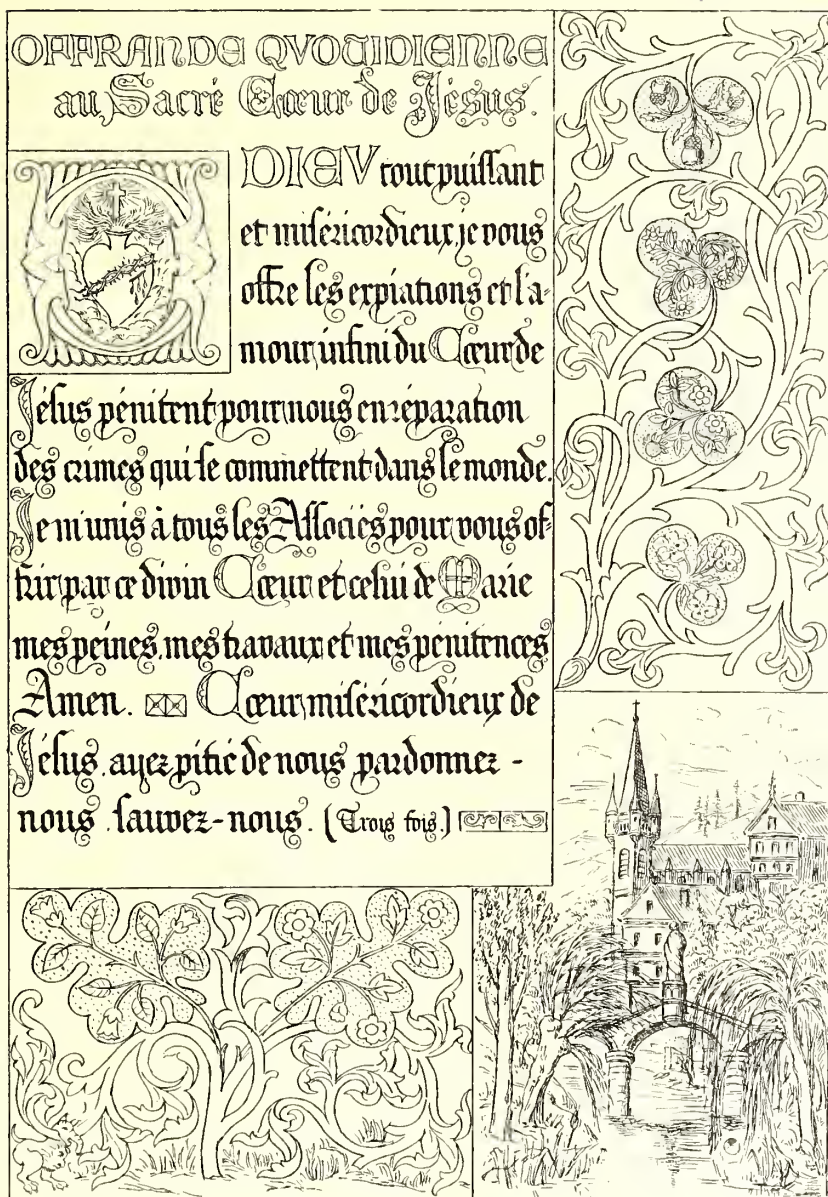 OFFRANDE QVOTIDIENNE
au Sacré Cœur de Jésus.
O DIEV tout puissant
et miséricordieux, je vous
offre les expiations et l'a-
mour infini du Cœur de
Jésus pénitent pour nous en réparation
des crimes qui se commettent dans le monde.
Je m'unis à tous les Associés pour vous of-
frir par ce divin Cœur et celui de Marie
mes peines, mes travaux et mes pénitences
Amen. Cœur miséricordieux de
Jésus, ayez pitié de nous, pardonnez-
nous, sauvez-nous. (Trois fois.)